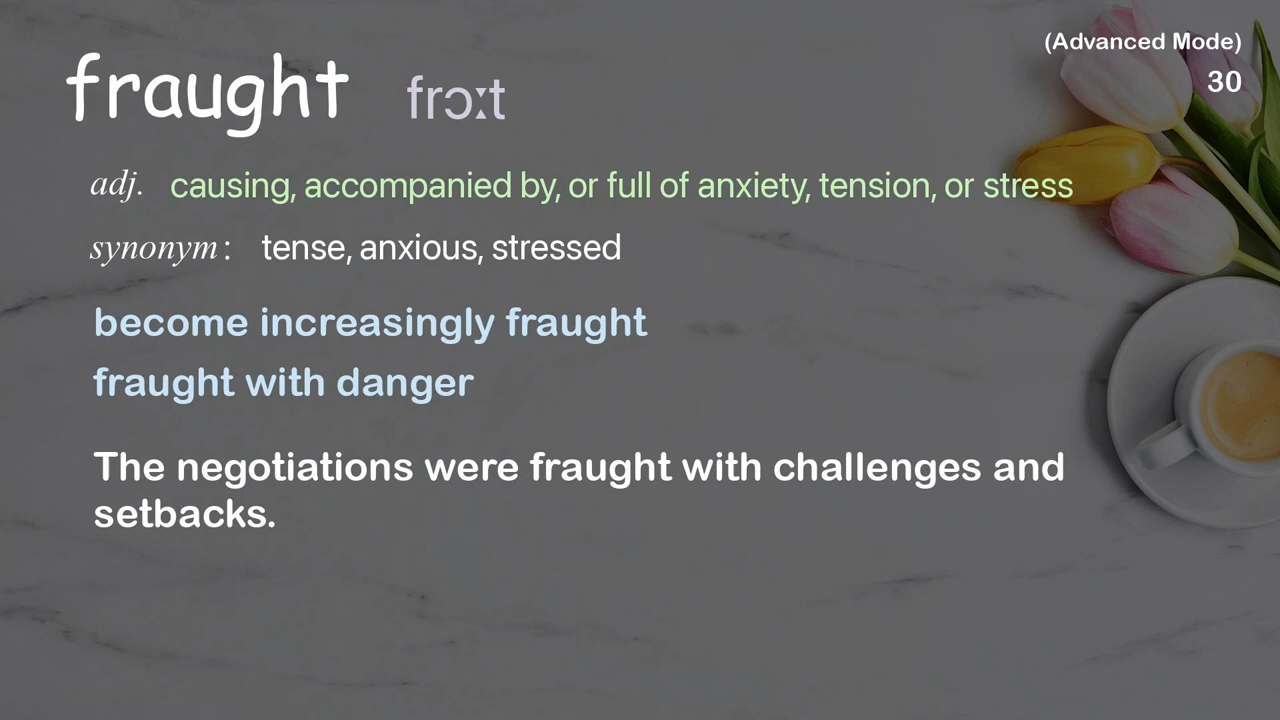 (Advanced Mode)
30
fraught frɔːt
adj. causing, accompanied by, or full of anxiety, tension, or stress
synonym: tense, anxious, stressed
become increasingly fraught
fraught with danger
The negotiations were fraught with challenges and
setbacks.